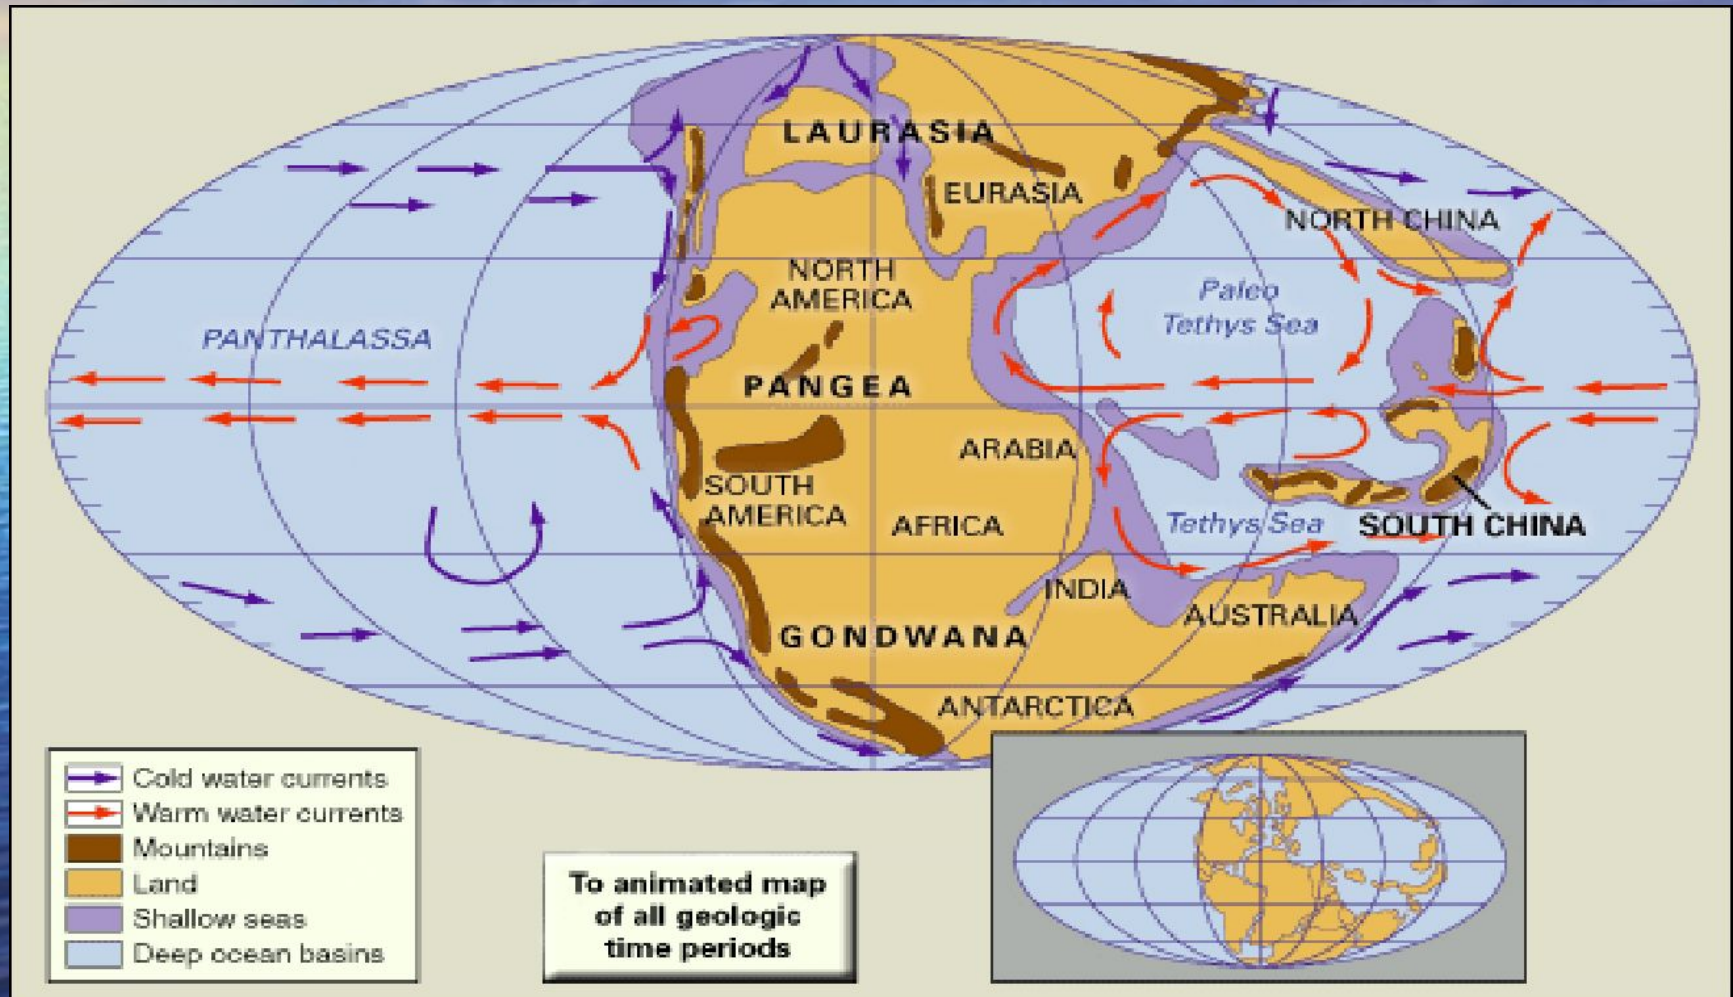 LAURASIA
EURASIA
NORTH CHINA
NORTH
AMERICA
Paleo
Tethys Sea
PANTHALASSA
PANGEA
ARABIA
SOUTH
AMERICA
AFRICA
Tethys Sea
SOUTH CHINA
INDIA
AUSTRALIA
GONDWANA
ANTARCTICA
Cold water currents
Warm water currents
Mountains
Land
Shallow seas
Deep ocean basins
To animated map
of all geologic
time periods